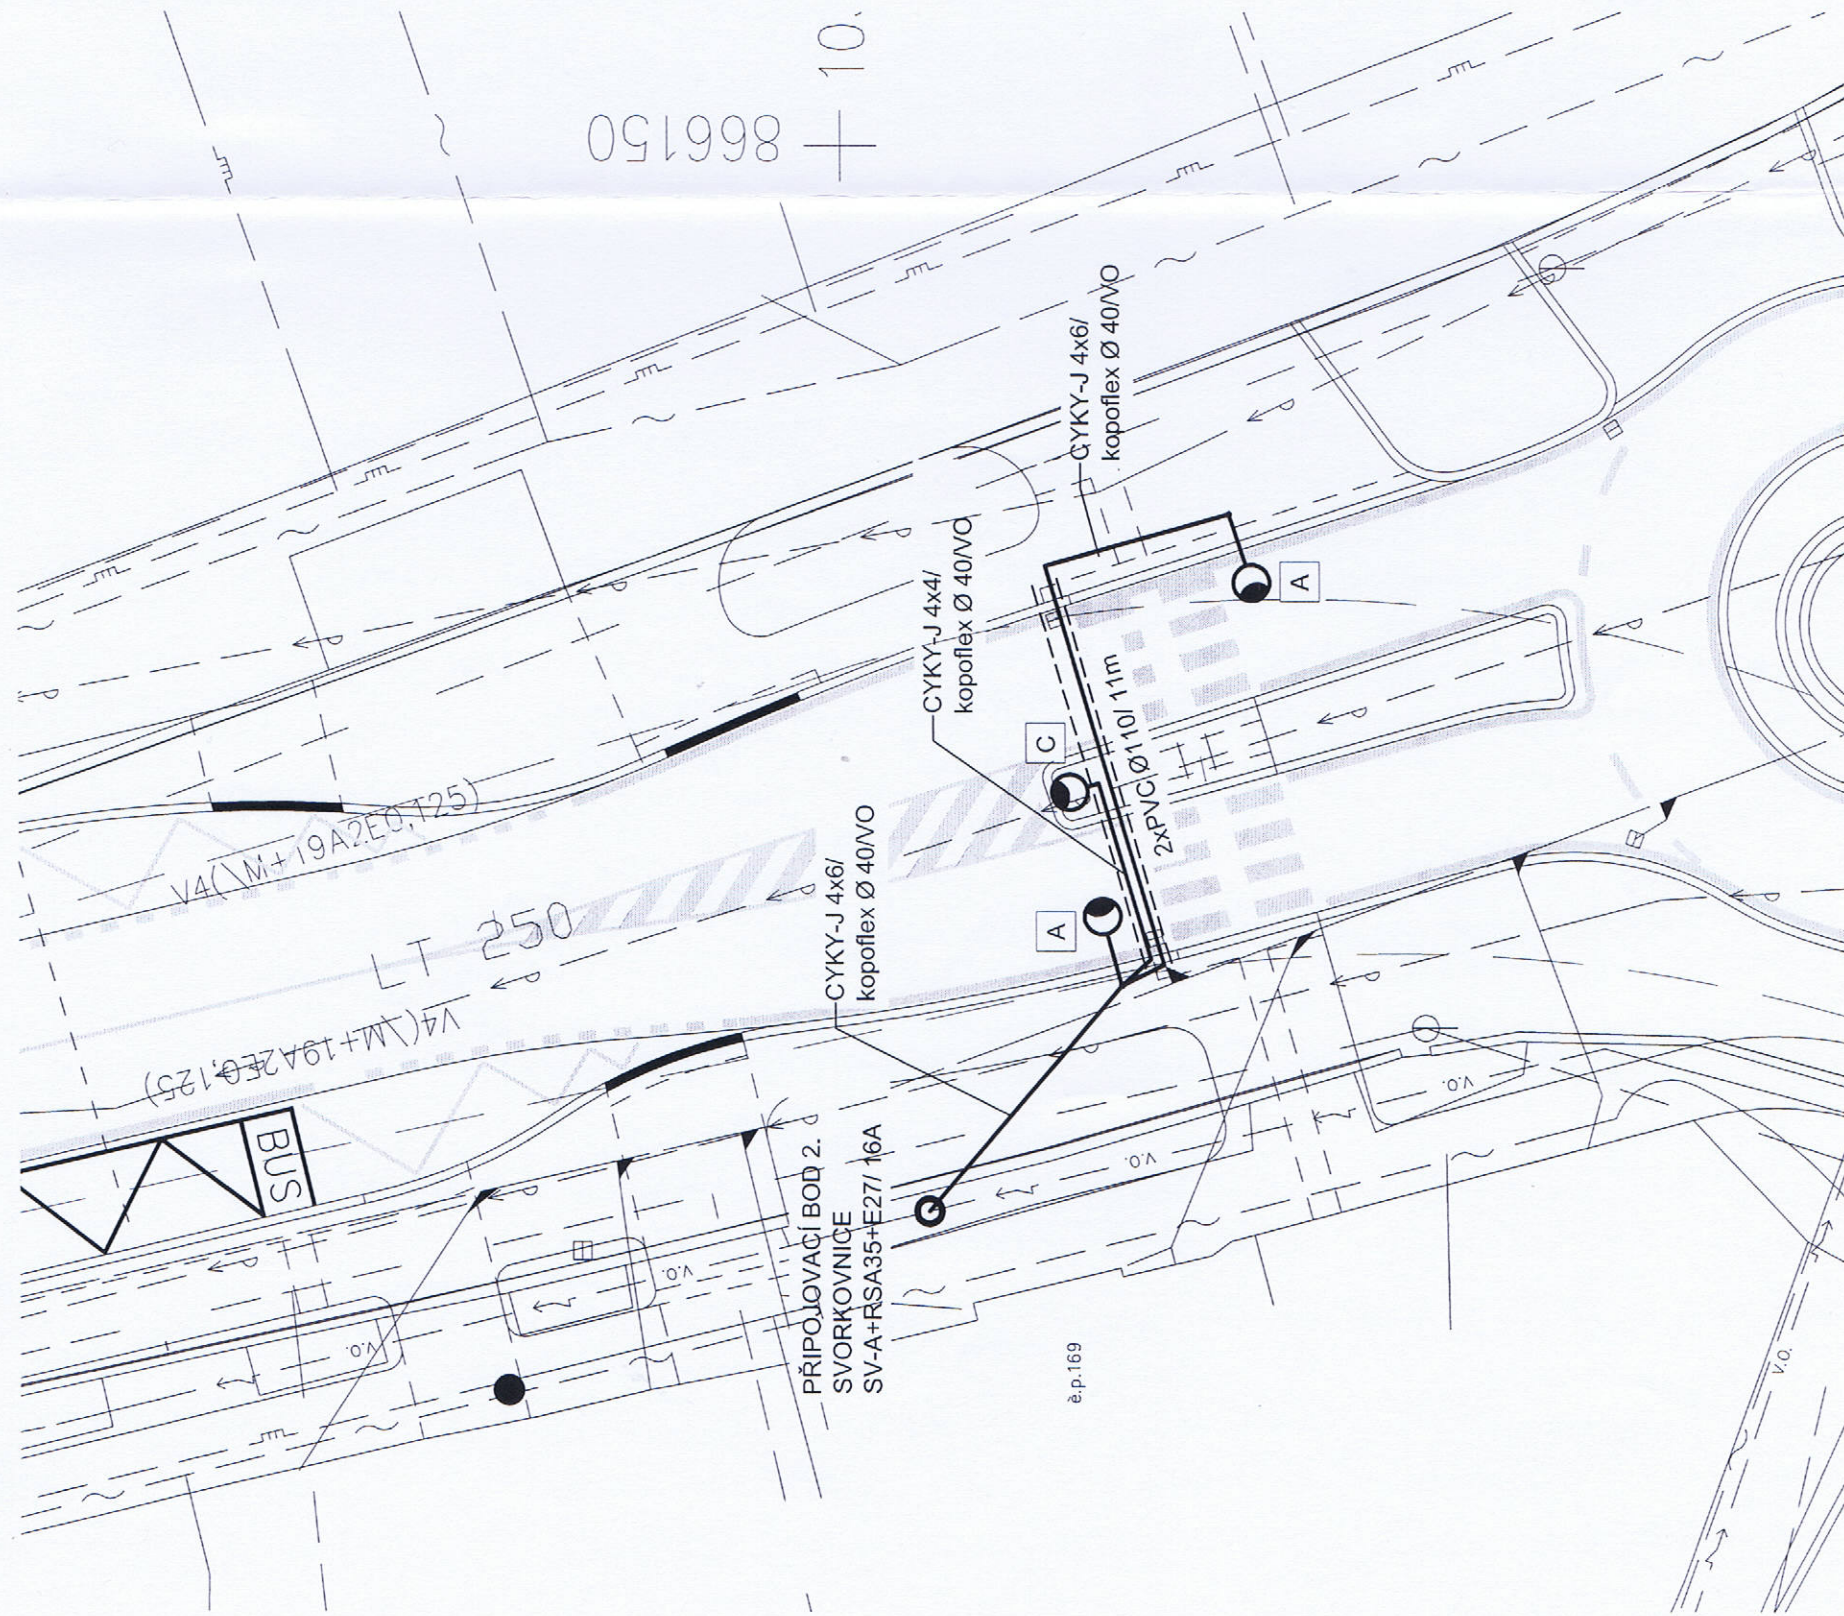 10.
866150
CYKY-J 4x6/
kopoflex Ø 40/VO
CYKY-J 4x4/
kopoflex Ø 40/VO
A
C
2xPVC Ø110/ 11m
A
CYKY-J 4x6/
kopoflex Ø 40/VO
V4(\M+19A2E0,125)
LT 250
V4(\M+19A2E0,125)
BUS
PŘIPOJOVACÍ BOD 2.
SVORKOVNICE
SV-A+RSA35+E27/ 16A
V.O.
V.O.
V.O.
V.O.
V.O.
è.p.169